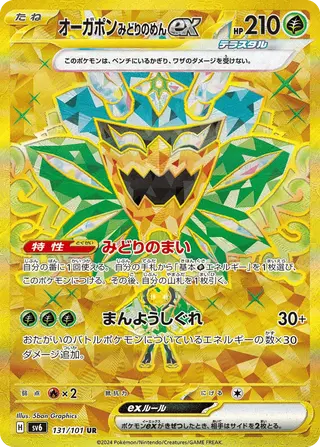 たね オーガポン みどりのめんex HP210
テラスタル
このポケモンは、ベンチにいるかぎり、ワザのダメージを受けない。
特性 みどりのまい
自分の番に1回使える。自分の手札から「基本エネルギー」を1枚選び、
このポケモンにつける。その後、自分の山札を1枚引く。
まんようしぐれ 30+
おたがいのバトルポケモンについているエネルギーの数×30
ダメージ追加。
弱点 ×2 抵抗力 にげる
Illus. 5ban Graphics
exルール
ポケモンexがきぜつしたとき、相手はサイドを2枚とる。
H sv6 131/101 UR
©2024 Pokémon/Nintendo/Creatures/GAME FREAK.